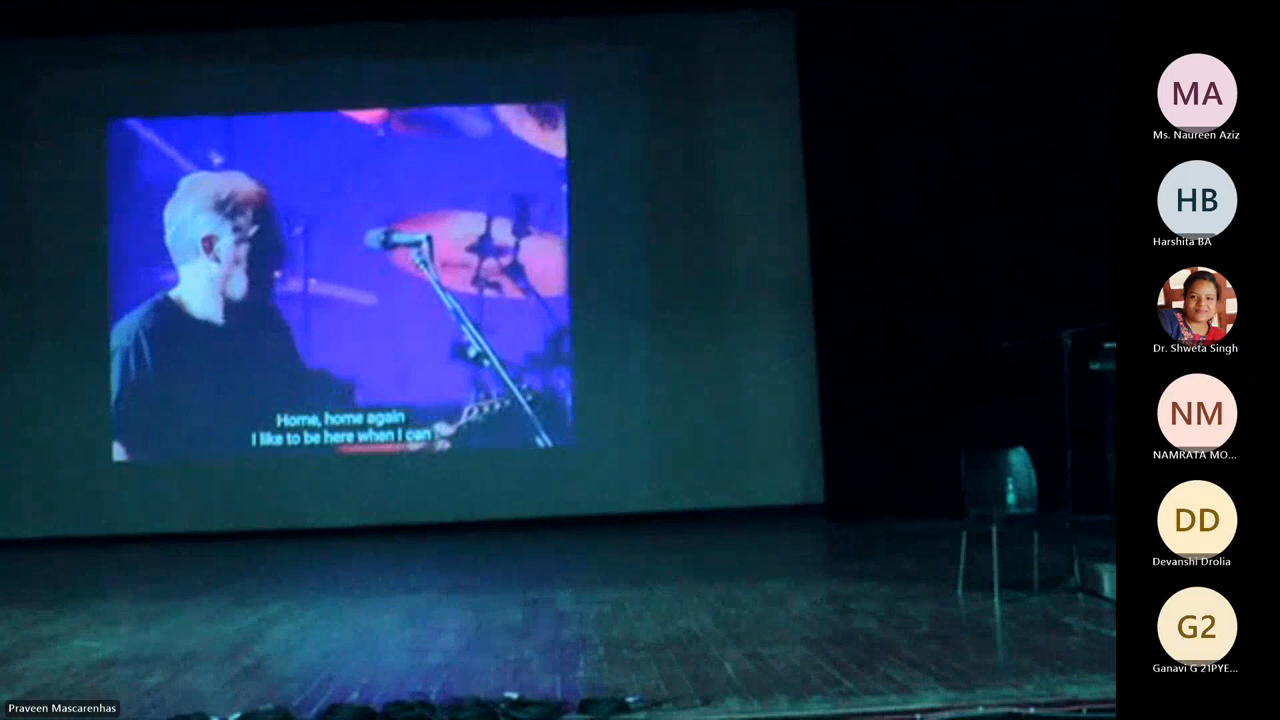 Home, home again
I like to be here when I can
Praveen Mascarenhas
MA
Ms. Naureen Aziz
HB
Harshita BA
Dr. Shweta Singh
NM
NAMRATA MO...
DD
Devanshi Drolia
G2
Ganavi G 21PYE...